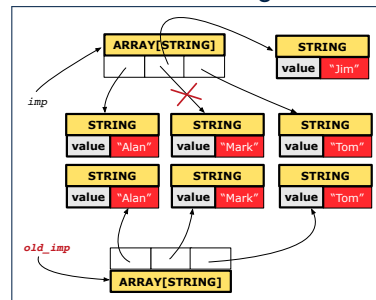 ARRAY[STRING]
STRING
value "Jim"
imp
STRING STRING STRING
value "Alan" value "Mark" value "Tom"
STRING STRING STRING
value "Alan" value "Mark" value "Tom"
old_imp
ARRAY[STRING]